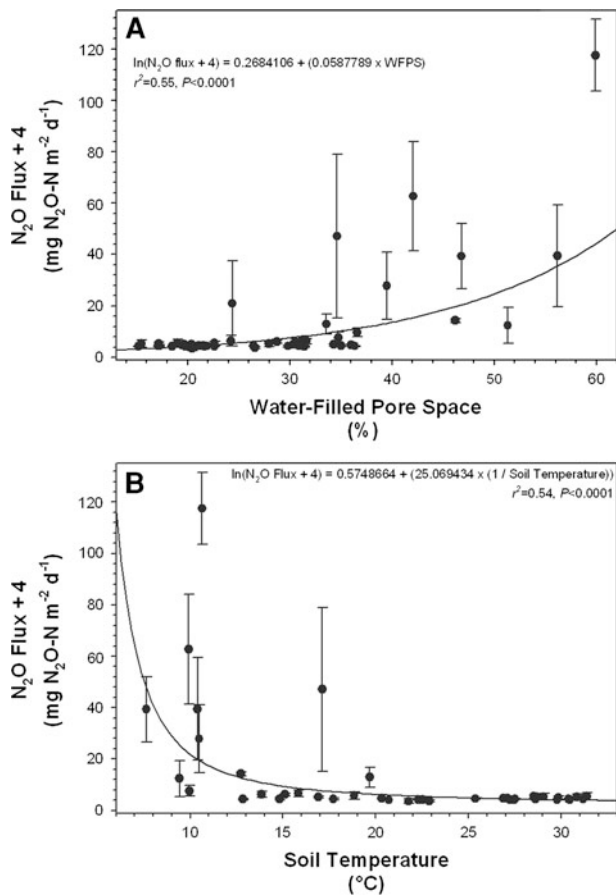 A
ln(N₂O flux + 4) = 0.2684106 + (0.0587789 x WFPS)
r²=0.55, P<0.0001
N₂O Flux + 4
(mg N₂O-N m⁻² d⁻¹)
120
100
80
60
40
20
0
20 30 40 50 60
Water-Filled Pore Space
(%)
B
ln(N₂O Flux + 4) = 0.5748664 + (25.069434 x (1 / Soil Temperature))
r²=0.54, P<0.0001
N₂O Flux + 4
(mg N₂O-N m⁻² d⁻¹)
120
100
80
60
40
20
0
10 15 20 25 30
Soil Temperature
(°C)